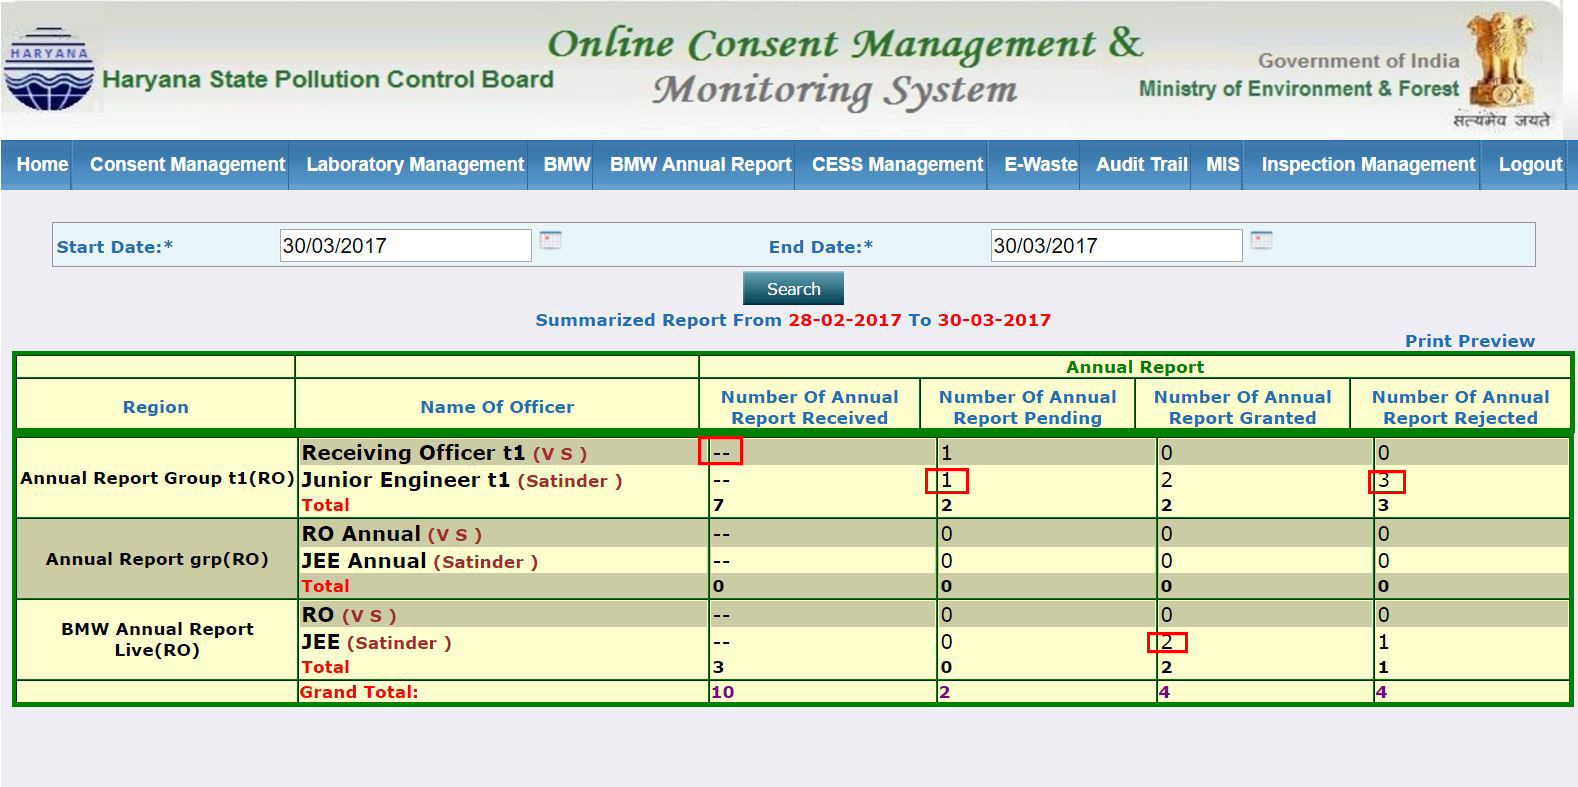 HARYANA
Haryana State Pollution Control Board
Online Consent Management &
Monitoring System
Government of India
Ministry of Environment & Forest
सत्यमेव जयते
Home Consent Management Laboratory Management BMW BMW Annual Report CESS Management E-Waste Audit Trail MIS Inspection Management Logout
Start Date:* 30/03/2017 End Date:* 30/03/2017
Search
Summarized Report From 28-02-2017 To 30-03-2017
Print Preview
Annual Report
Region Name Of Officer Number Of Annual Report Received Number Of Annual Report Pending Number Of Annual Report Granted Number Of Annual Report Rejected
Annual Report Group t1(RO)
Receiving Officer t1 (V S ) -- 1 0 0
Junior Engineer t1 (Satinder ) -- 1 2 3
Total 7 2 2 3
Annual Report grp(RO)
RO Annual (V S ) -- 0 0 0
JEE Annual (Satinder ) -- 0 0 0
Total 0 0 0 0
BMW Annual Report
Live(RO)
RO (V S ) -- 0 0 0
JEE (Satinder ) -- 0 2 1
Total 3 0 2 1
Grand Total: 10 2 4 4